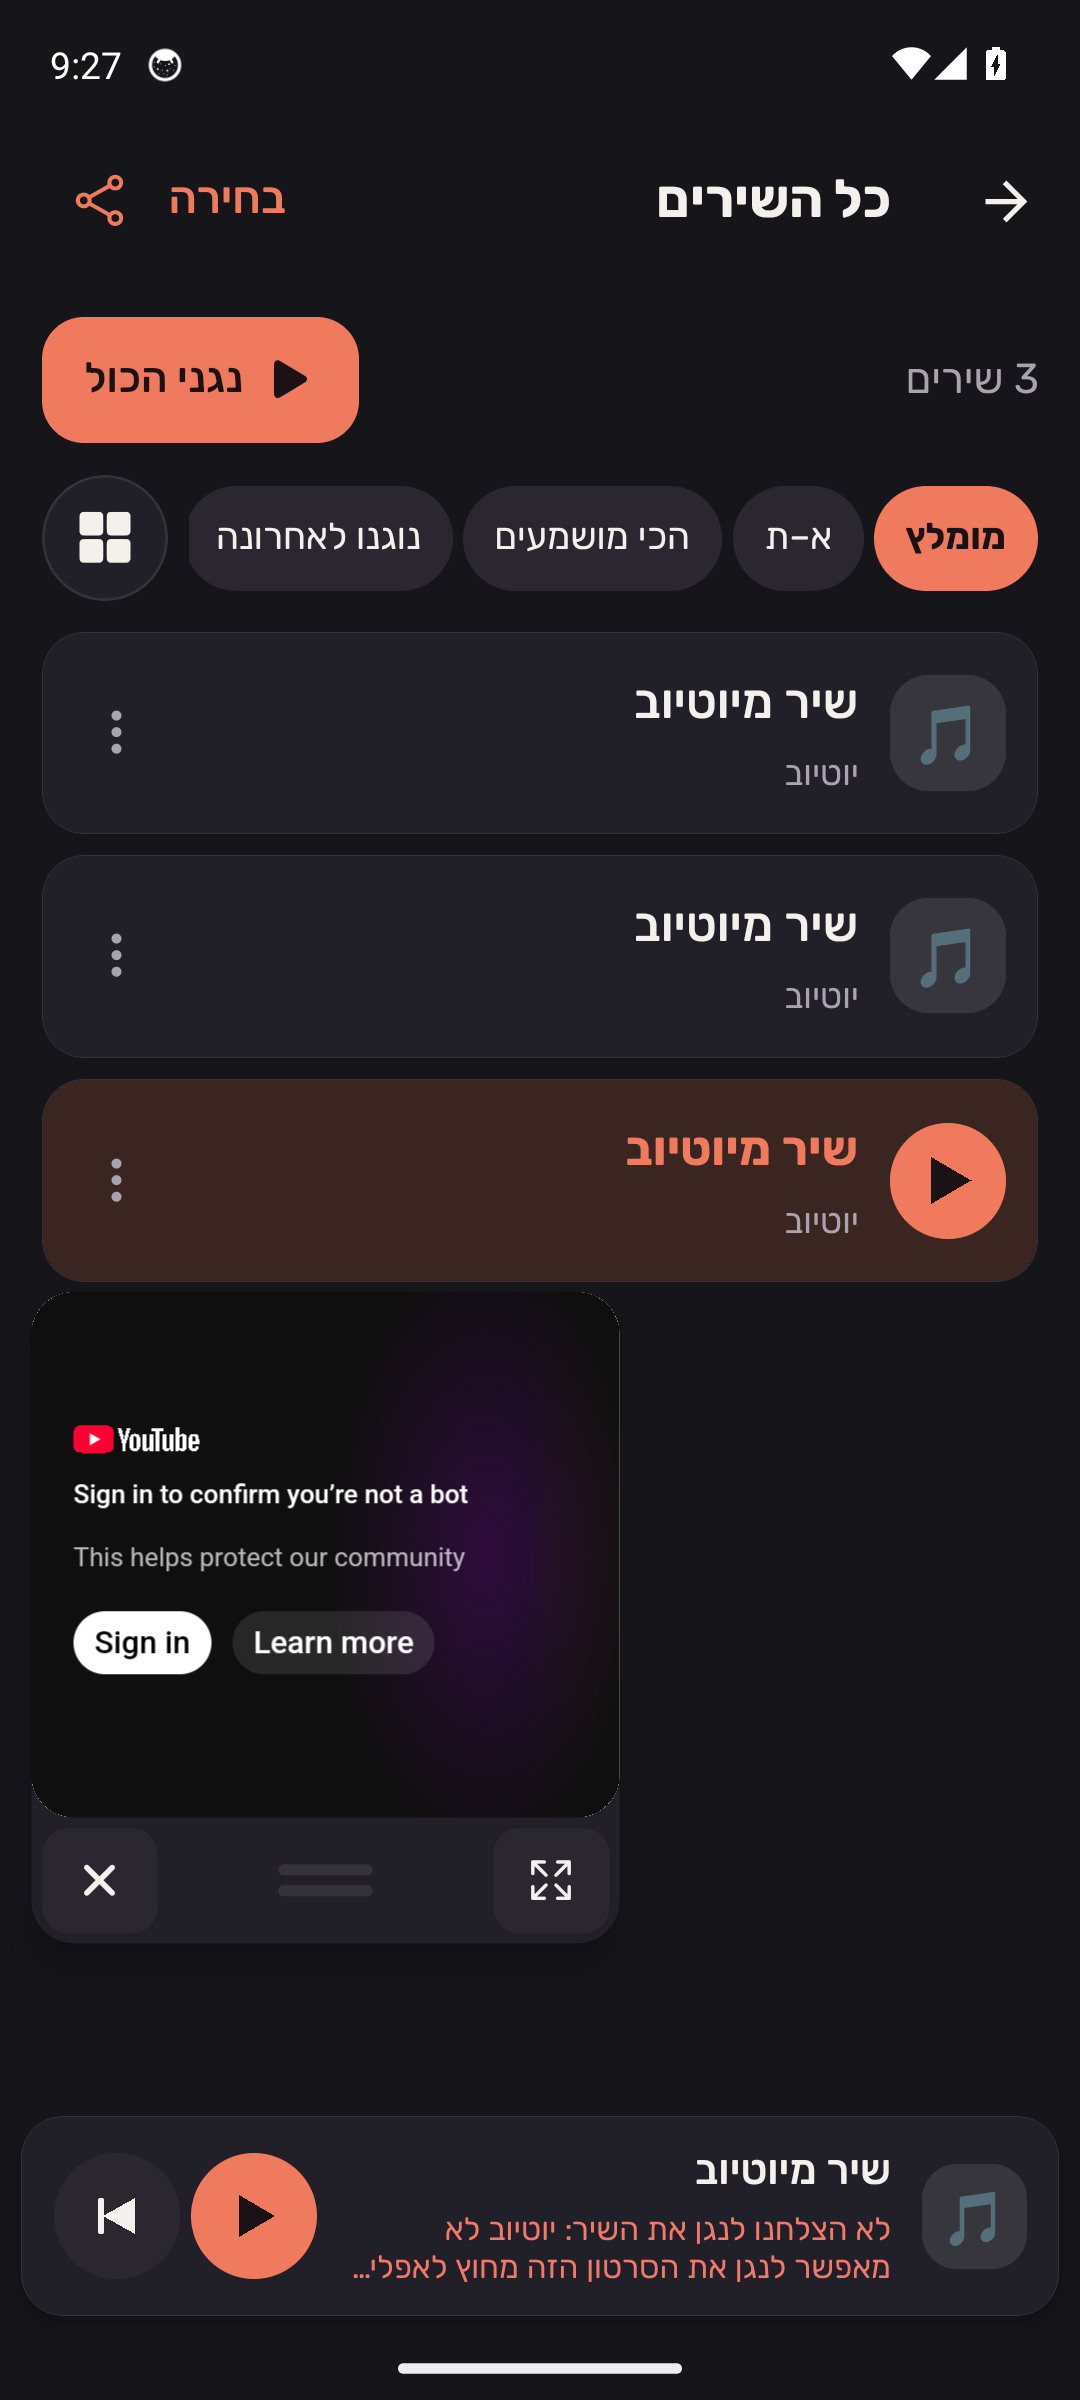 9:27
כל השירים
בחירה
3 שירים
נגני הכול
מומלץ
א-ת
הכי מושמעים
נוגנו לאחרונה
שיר מיוטיוב
יוטיוב
שיר מיוטיוב
יוטיוב
שיר מיוטיוב
יוטיוב
YouTube
Sign in to confirm you’re not a bot
This helps protect our community
Sign in
Learn more
שיר מיוטיוב
לא הצלחנו לנגן את השיר: יוטיוב לא
מאפשר לנגן את הסרטון הזה מחוץ לאפלי...